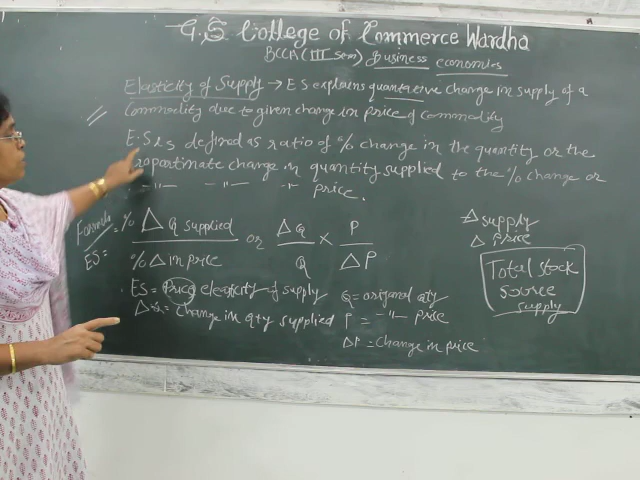 G.S College of Commerce Wardha
BCCA (III Sem) Business economics
Elasticity of Supply → ES explains quantative change in supply of a
Commodity due to given change in price of commodity
E.S is defined as ratio of % change in the quantity or the
proportionate change in quantity supplied to the % change or
-"- -"- -" price.
Formula ES = % Δ Q supplied / % Δ in price or ΔQ / Q × P / ΔP
ES = Price elasticity of supply
ΔQ = change in qty supplied
Q = original qty
P = -"- price
ΔP = change in price
Δ supply
Δ Price
Total stock
source
supply